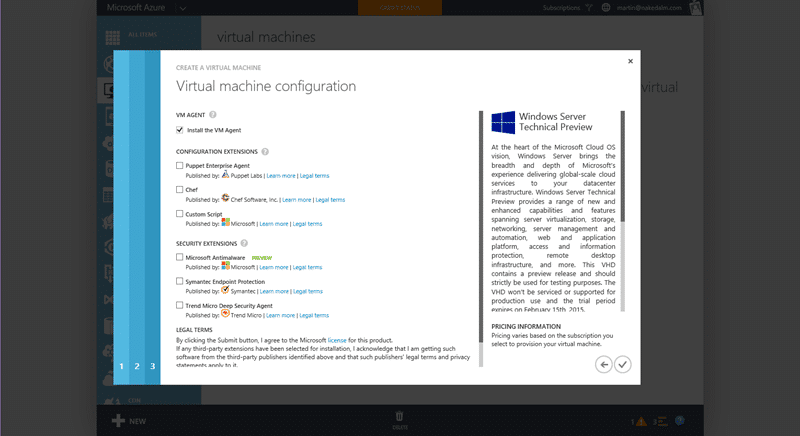 Microsoft Azure
Subscriptions
martin@nakedalm.com
ALL ITEMS
virtual machines
virtual
CREATE A VIRTUAL MACHINE
Virtual machine configuration
VM AGENT ?
Install the VM Agent
CONFIGURATION EXTENSIONS ?
Puppet Enterprise Agent
Published by: Puppet Labs | Learn more | Legal terms
Chef
Published by: Chef Software, Inc. | Learn more | Legal terms
Custom Script
Published by: Microsoft | Learn more | Legal terms
SECURITY EXTENSIONS ?
Microsoft Antimalware PREVIEW
Published by: Microsoft | Learn more | Legal terms
Symantec Endpoint Protection
Published by: Symantec | Learn more | Legal terms
Trend Micro Deep Security Agent
Published by: Trend Micro | Learn more | Legal terms
LEGAL TERMS
By clicking the Submit button, I agree to the Microsoft license for this product.
If any third-party extensions have been selected for installation, I acknowledge that I am getting such
software from the third-party publishers identified above and that such publishers' legal terms and privacy
statements apply to it.
Windows Server
Technical Preview
At the heart of the Microsoft Cloud OS
vision, Windows Server brings the
breadth and depth of Microsoft's
experience delivering global-scale cloud
services to your datacenter
infrastructure. Windows Server Technical
Preview provides a range of new and
enhanced capabilities and features
spanning server virtualization, storage,
networking, server management and
automation, web and application
platform, access and information
protection, remote desktop
infrastructure, and more. This VHD
contains a preview release and should
strictly be used for testing purposes. The
VHD won't be serviced or supported for
production use and the trial period
expires on February 15th, 2015.
PRICING INFORMATION
Pricing varies based on the subscription you
select to provision your virtual machine.
1 2 3
NEW
DELETE
1
3
?